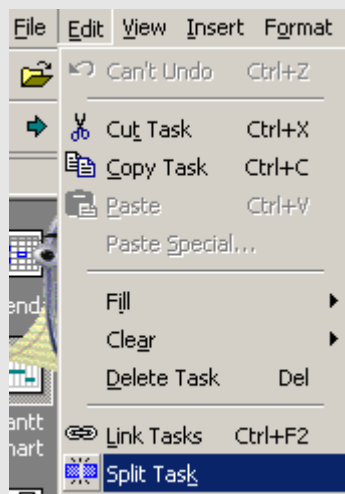 File Edit View Insert Format
Can't Undo Ctrl+Z
Cut Task Ctrl+X
Copy Task Ctrl+C
Paste Ctrl+V
Paste Special...
Fill
Clear
Delete Task Del
Link Tasks Ctrl+F2
Split Task
end
antt
hart